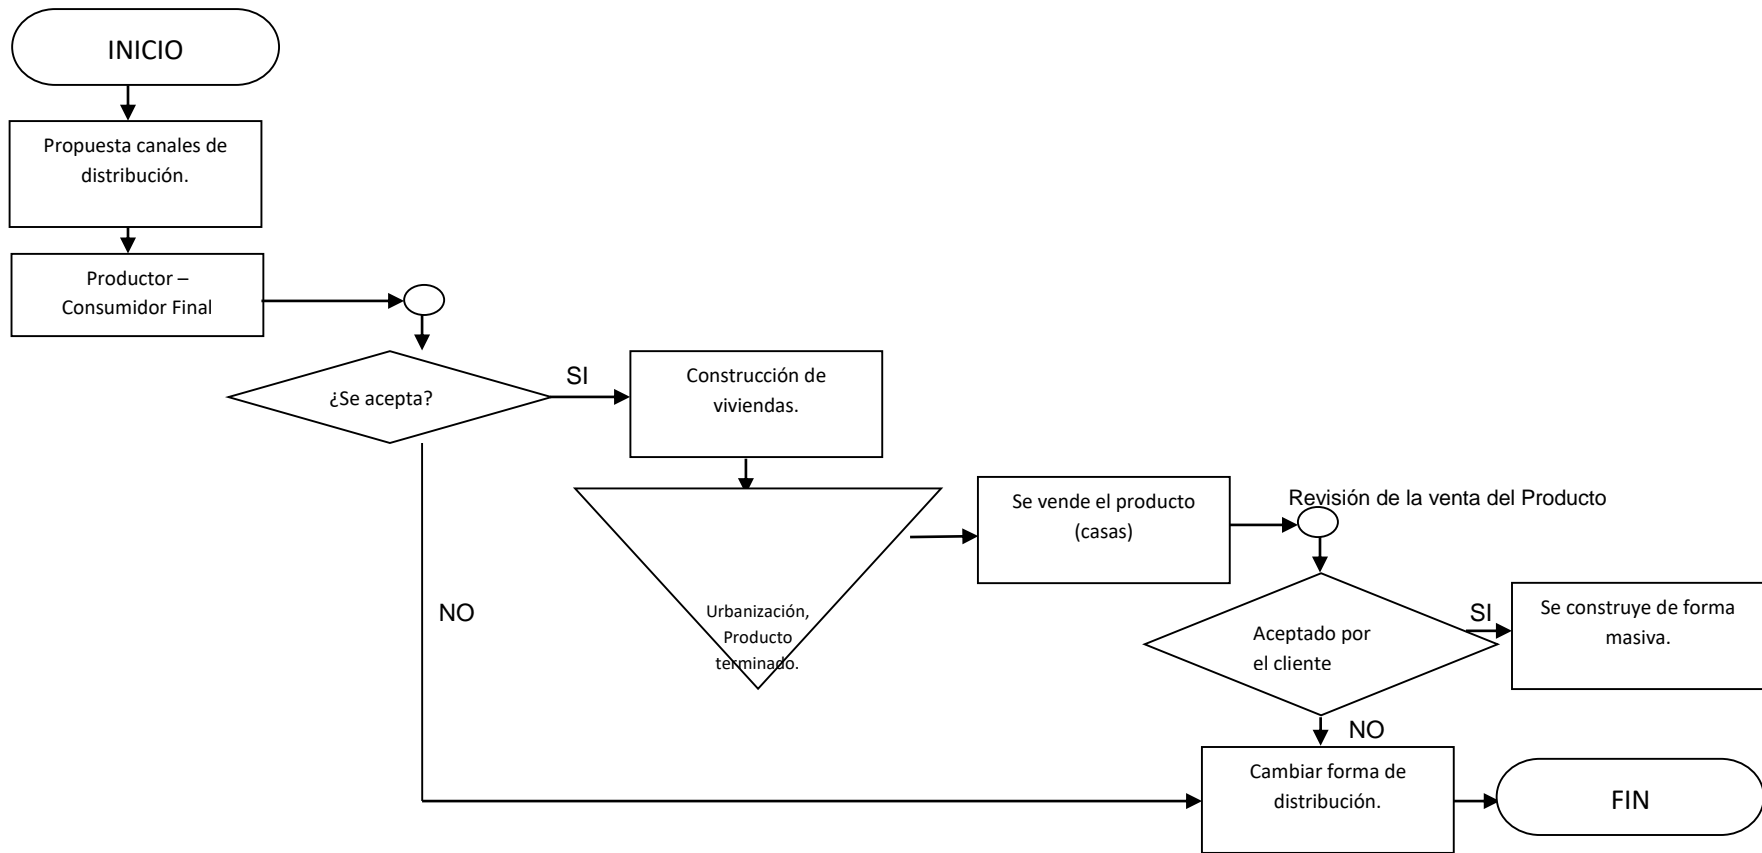 INICIO
Propuesta canales de
distribución.
Productor –
Consumidor Final
¿Se acepta?
SI
Construcción de
viviendas.
NO
Urbanización,
Producto
terminado.
Se vende el producto
(casas)
Revisión de la venta del Producto
Aceptado por
el cliente
SI
Se construye de forma
masiva.
NO
Cambiar forma de
distribución.
FIN